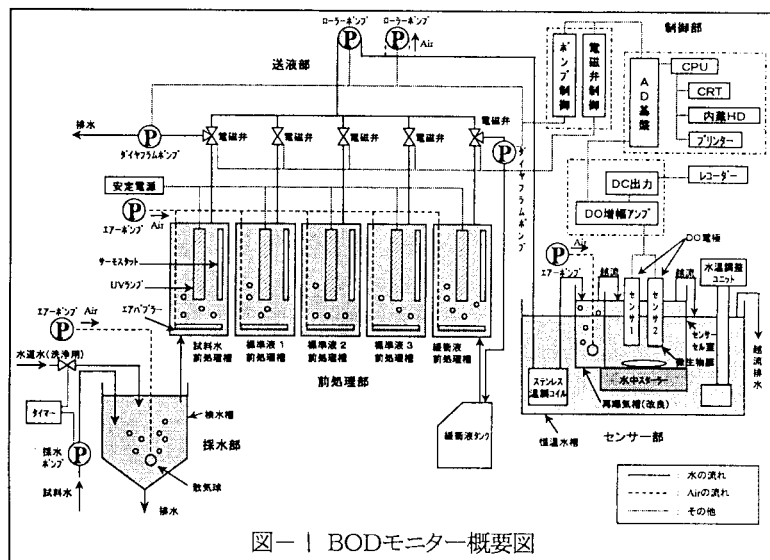 ローラーポンプ
ローラーポンプ
P
P
Air
制御部
送液部
ポンプ制御
電磁弁制御
AD基盤
CPU
CRT
内蔵HD
プリンター
排水
P
ダイヤフラムポンプ
電磁弁
電磁弁
電磁弁
電磁弁
電磁弁
P
ダイヤフラムポンプ
安定電源
P
エアーポンプ
Air
DC出力
レコーダー
DO増幅アンプ
DO電極
サーモスタット
UVランプ
エアバブラー
試料水
前処理槽
標準液1
前処理槽
標準液2
前処理槽
標準液3
前処理槽
緩衝液
前処理槽
前処理部
エアーポンプ
P
Air
越流
越流
水温調整
ユニット
センサ1
センサ2
センサー
セル室
微生物膜
ステンレス
温調コイル
水中スターラー
再曝気槽(改良)
恒温水槽
センサー部
越流排水
エアーポンプ
P
Air
水道水(洗浄用)
タイマー
P
採水
ポンプ
試料水
検水槽
採水部
散気球
排水
緩衝液タンク
: 水の流れ
: Airの流れ
: その他
図-1 BODモニター概要図